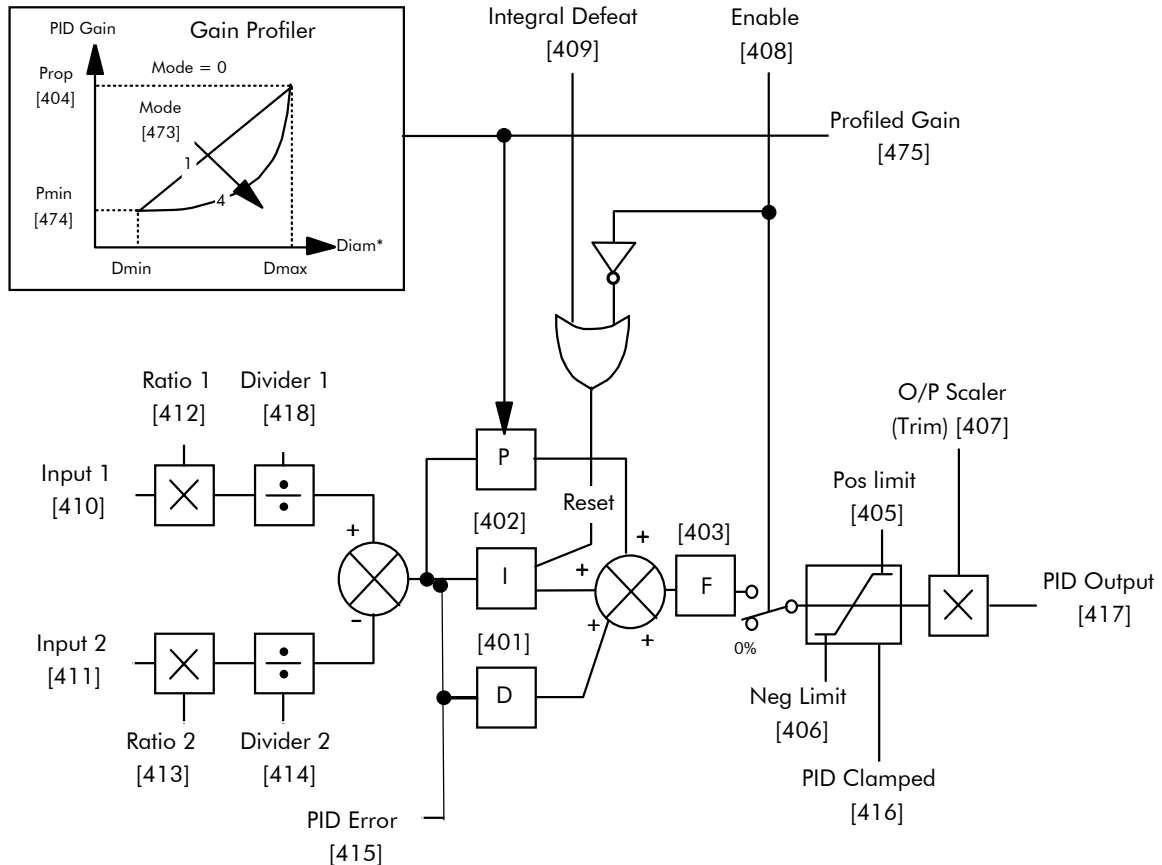 PID Gain
Gain Profiler
Prop
[404]
Mode = 0
Mode
[473]
1
4
Pmin
[474]
Diam*
Dmin
Dmax
Integral Defeat
[409]
Enable
[408]
Profiled Gain
[475]
Ratio 1
[412]
Divider 1
[418]
O/P Scaler
(Trim) [407]
Input 1
[410]
P
Reset
Pos limit
[405]
[402]
[403]
+
+
+
I
F
PID Output
[417]
-
+
+
[401]
0%
Input 2
[411]
D
Neg Limit
[406]
Ratio 2
[413]
Divider 2
[414]
PID Clamped
[416]
PID Error
[415]